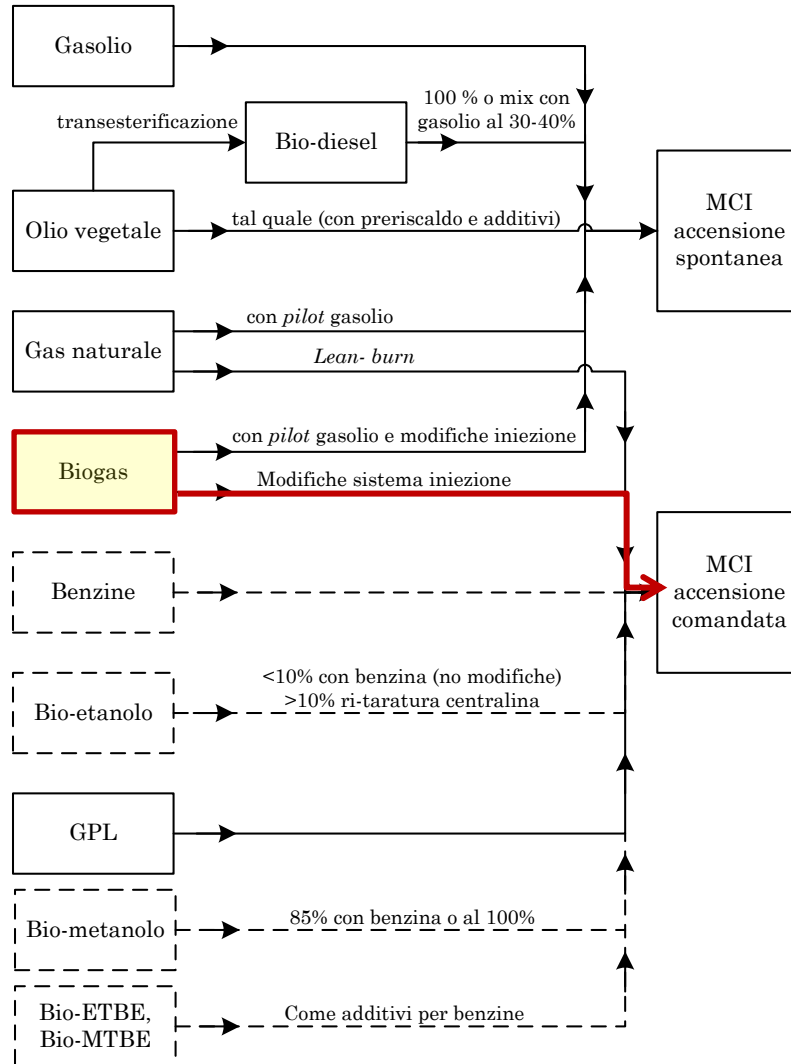 Gasolio
100 % o mix con
gasolio al 30-40%
transesterificazione
Bio-diesel
Olio vegetale
tal quale (con preriscaldo e additivi)
MCI
accensione
spontanea
Gas naturale
con pilot gasolio
Lean- burn
Biogas
con pilot gasolio e modifiche iniezione
Modifiche sistema iniezione
Benzine
MCI
accensione
comandata
Bio-etanolo
<10% con benzina (no modifiche)
>10% ri-taratura centralina
GPL
Bio-metanolo
85% con benzina o al 100%
Bio-ETBE,
Bio-MTBE
Come additivi per benzine